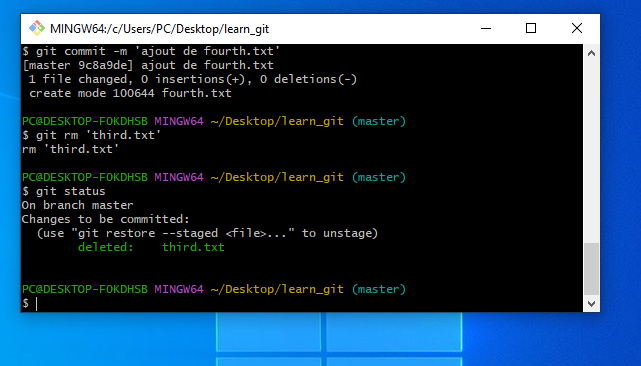 MINGW64:/c/Users/PC/Desktop/learn_git
$ git commit -m 'ajout de fourth.txt'
[master 9c8a9de] ajout de fourth.txt
 1 file changed, 0 insertions(+), 0 deletions(-)
 create mode 100644 fourth.txt
PC@DESKTOP-FOKDHSB MINGW64 ~/Desktop/learn_git (master)
$ git rm 'third.txt'
rm 'third.txt'
PC@DESKTOP-FOKDHSB MINGW64 ~/Desktop/learn_git (master)
$ git status
On branch master
Changes to be committed:
  (use "git restore --staged <file>..." to unstage)
        deleted:    third.txt
PC@DESKTOP-FOKDHSB MINGW64 ~/Desktop/learn_git (master)
$